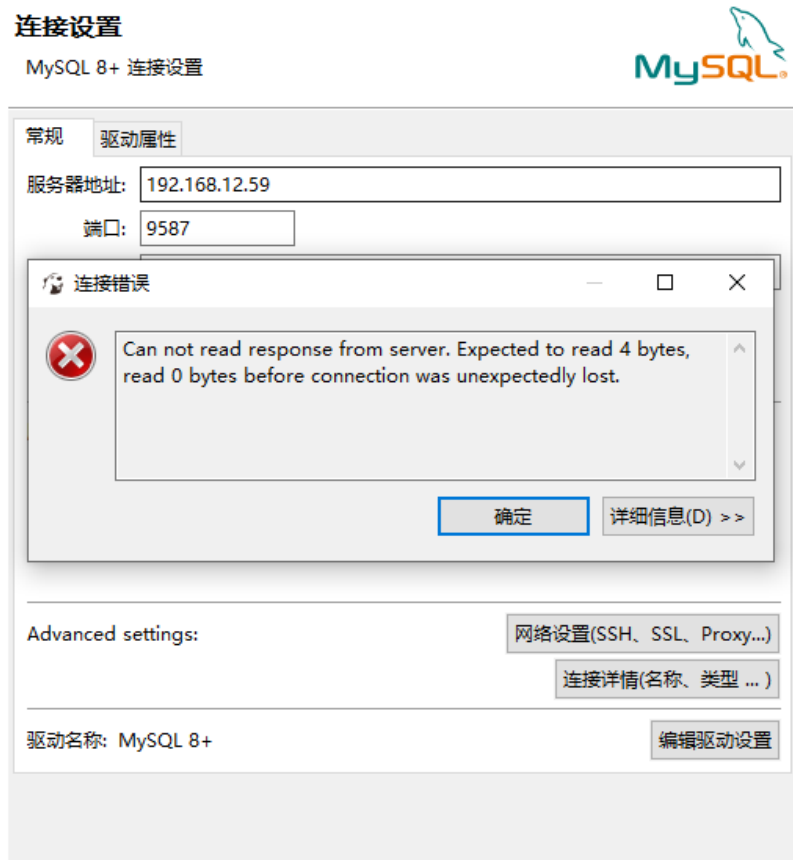 连接设置
MySQL 8+ 连接设置
MySQL®
常规
驱动属性
服务器地址: 192.168.12.59
端口: 9587
连接错误
Can not read response from server. Expected to read 4 bytes,
read 0 bytes before connection was unexpectedly lost.
确定
详细信息(D) >>
Advanced settings:
网络设置(SSH、SSL、Proxy...)
连接详情(名称、类型 ... )
驱动名称: MySQL 8+
编辑驱动设置